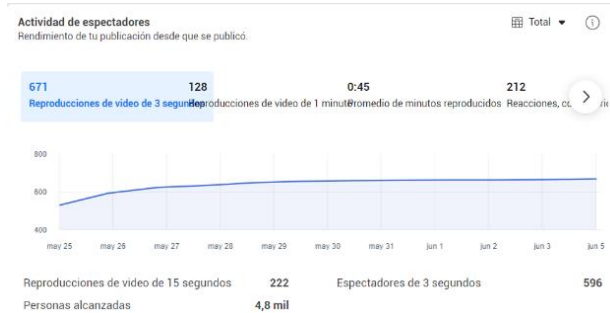 Actividad de espectadores
Total
Rendimiento de tu publicación desde que se publicó.
671 128 0:45 212
Reproducciones de video de 3 segundos Reproducciones de video de 1 minuto Promedio de minutos reproducidos Reacciones,
800
600
400
may 25 may 26 may 27 may 28 may 29 may 30 may 31 jun 1 jun 2 jun 3 jun 5
Reproducciones de video de 15 segundos 222 Espectadores de 3 segundos 596
Personas alcanzadas 4,8 mil